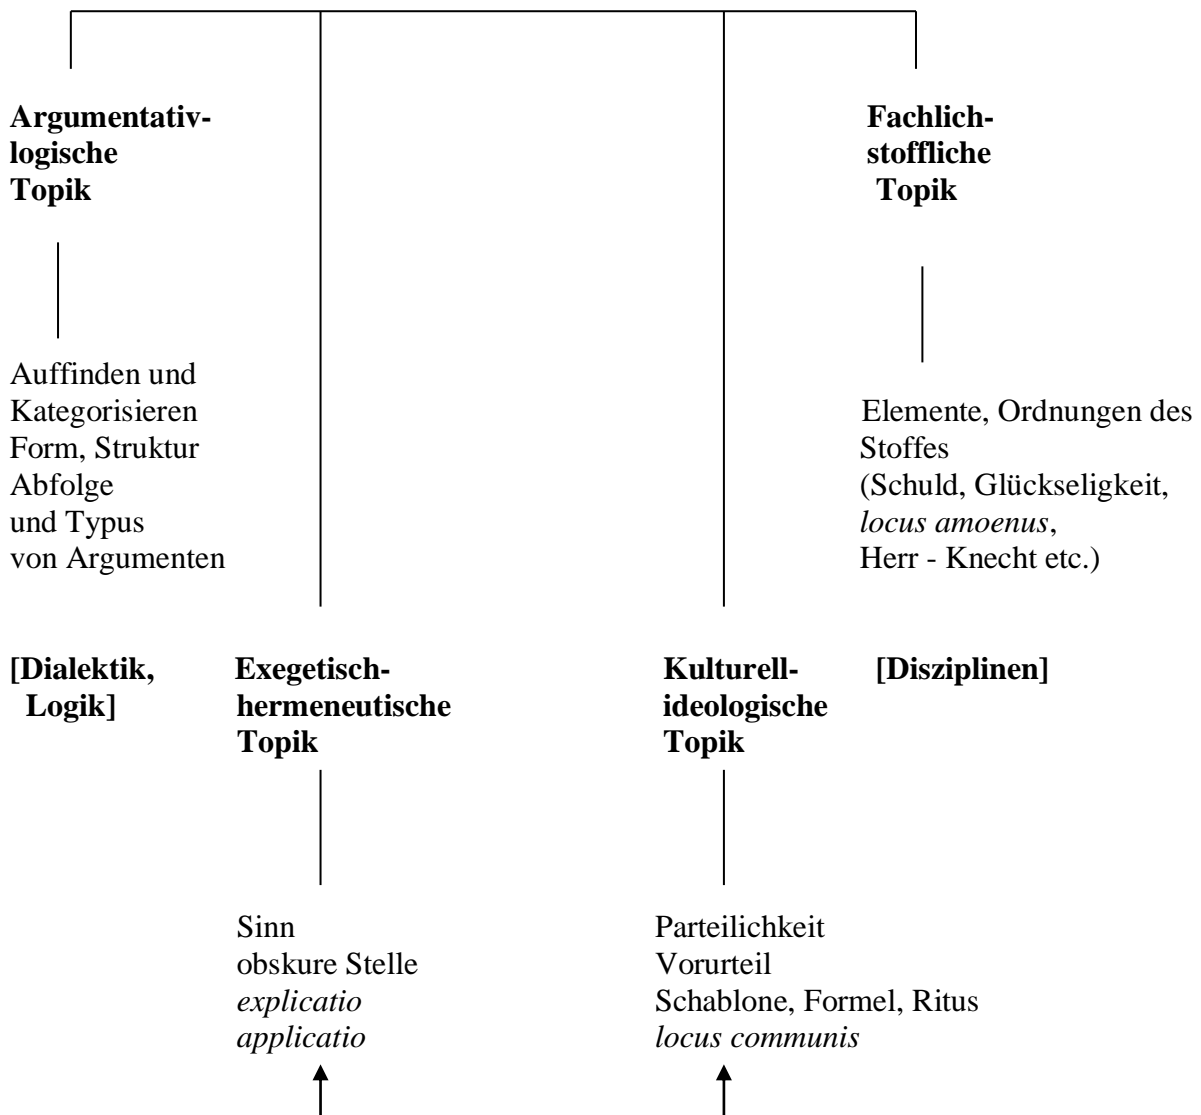 Argumentativ-
logische
Topik
Fachlich-
stoffliche
Topik
Auffinden und
Kategorisieren
Form, Struktur
Abfolge
und Typus
von Argumenten
Elemente, Ordnungen des
Stoffes
(Schuld, Glückseligkeit,
locus amoenus,
Herr - Knecht etc.)
[Dialektik,
Logik]
Exegetisch-
hermeneutische
Topik
Kulturell-
ideologische
Topik
[Disziplinen]
Sinn
obskure Stelle
explicatio
applicatio
Parteilichkeit
Vorurteil
Schablone, Formel, Ritus
locus communis